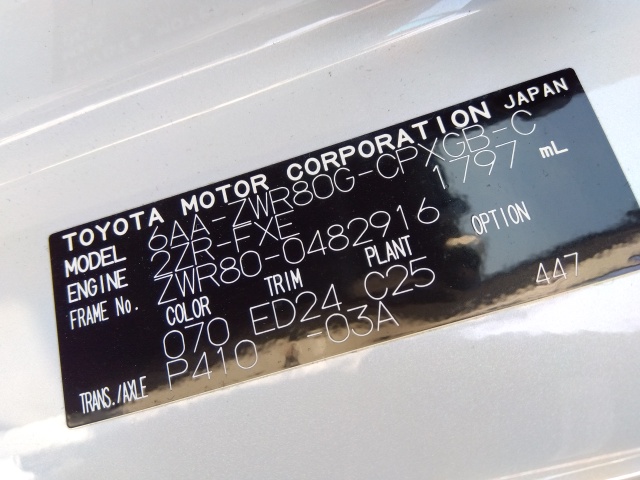 TOYOTA MOTOR CORPORATION JAPAN
MODEL 6AA-ZWR80G-CPXGB-C
ENGINE 2ZR-FXE 1797 mL
FRAME No. ZWR80-0482916
COLOR TRIM PLANT OPTION
070 ED24 C25 447
TRANS./AXLE P410 -03A